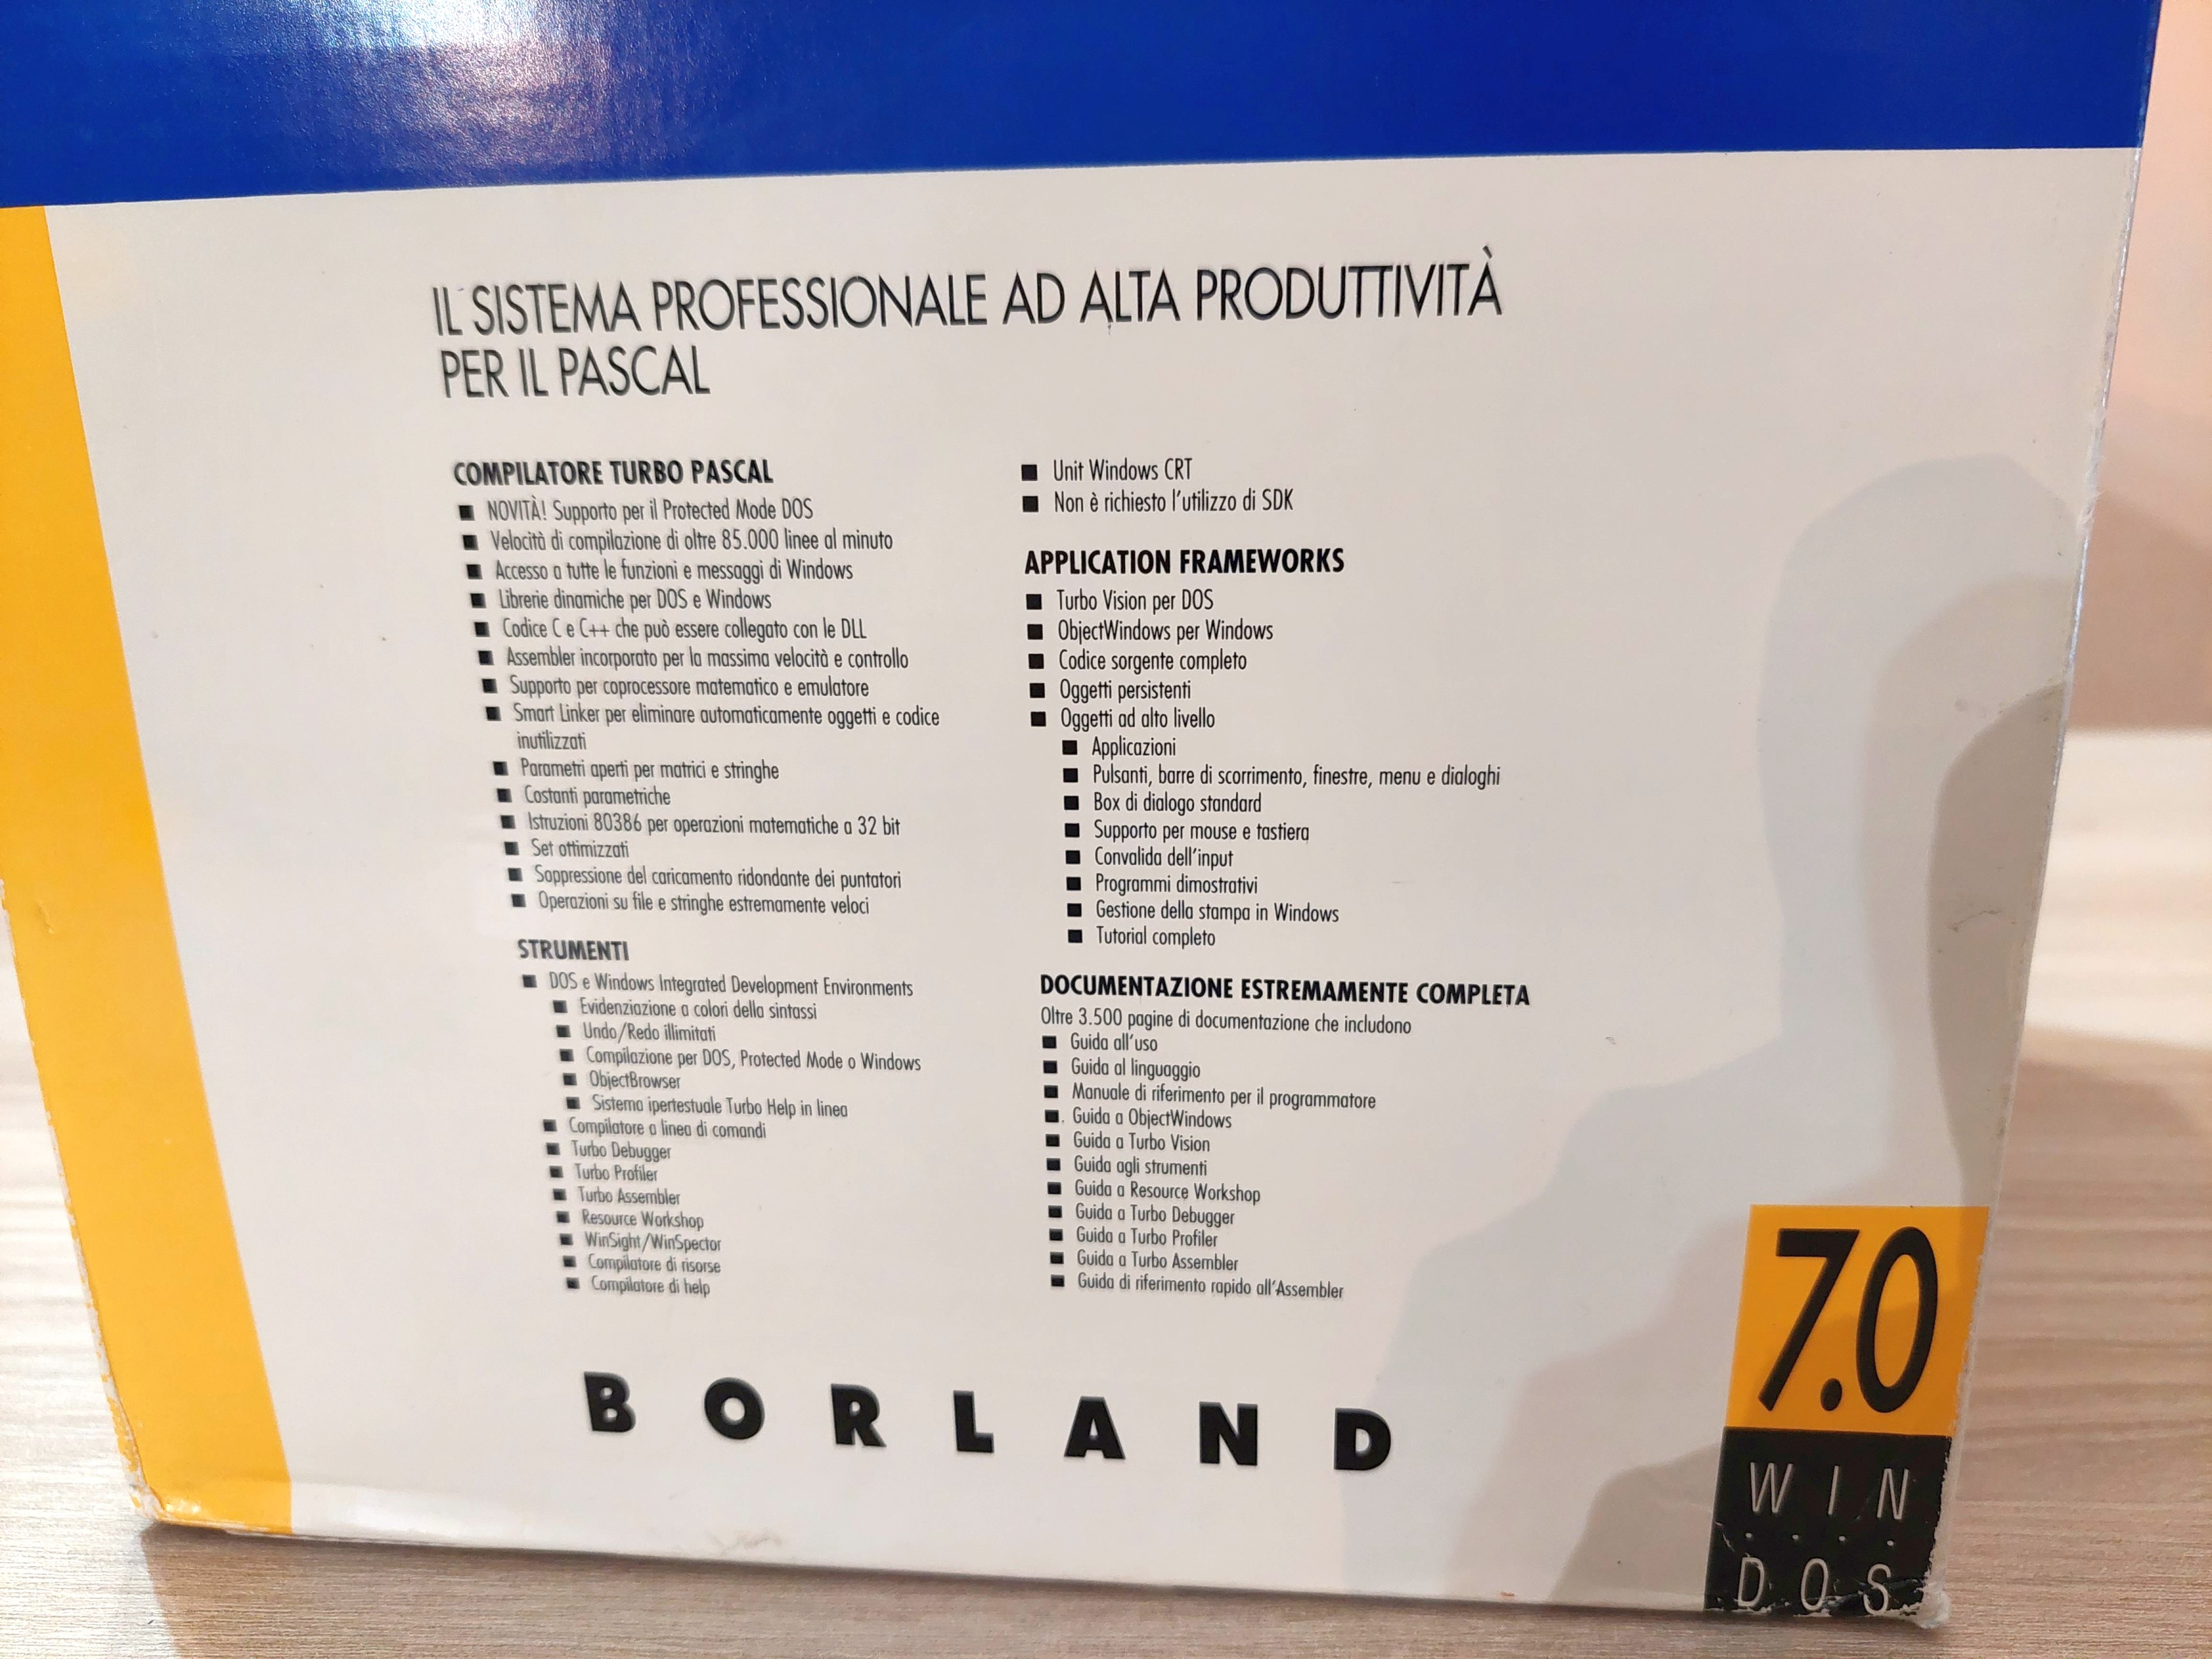 IL SISTEMA PROFESSIONALE AD ALTA PRODUTTIVITÀ
PER IL PASCAL
COMPILATORE TURBO PASCAL
■ NOVITÀ! Supporto per il Protected Mode DOS
■ Velocità di compilazione di oltre 85.000 linee al minuto
■ Accesso a tutte le funzioni e messaggi di Windows
■ Librerie dinamiche per DOS e Windows
■ Codice C e C++ che può essere collegato con le DLL
■ Assembler incorporato per la massima velocità e controllo
■ Supporto per coprocessore matematico e emulatore
■ Smart Linker per eliminare automaticamente oggetti e codice
inutilizzati
■ Parametri aperti per matrici e stringhe
■ Costanti parametriche
■ Istruzioni 80386 per operazioni matematiche a 32 bit
■ Set ottimizzati
■ Soppressione del caricamento ridondante dei puntatori
■ Operazioni su file e stringhe estremamente veloci
STRUMENTI
■ DOS e Windows Integrated Development Environments
■ Evidenziazione a colori della sintassi
■ Undo/Redo illimitati
■ Compilazione per DOS, Protected Mode o Windows
■ ObjectBrowser
■ Sistema ipertestuale Turbo Help in linea
■ Compilatore a linea di comandi
■ Turbo Debugger
■ Turbo Profiler
■ Turbo Assembler
■ Resource Workshop
■ WinSight/WinSpector
■ Compilatore di risorse
■ Compilatore di help
■ Unit Windows CRT
■ Non è richiesto l'utilizzo di SDK
APPLICATION FRAMEWORKS
■ Turbo Vision per DOS
■ ObjectWindows per Windows
■ Codice sorgente completo
■ Oggetti persistenti
■ Oggetti ad alto livello
■ Applicazioni
■ Pulsanti, barre di scorrimento, finestre, menu e dialoghi
■ Box di dialogo standard
■ Supporto per mouse e tastiera
■ Convalida dell'input
■ Programmi dimostrativi
■ Gestione della stampa in Windows
■ Tutorial completo
DOCUMENTAZIONE ESTREMAMENTE COMPLETA
Oltre 3.500 pagine di documentazione che includono
■ Guida all'uso
■ Guida al linguaggio
■ Manuale di riferimento per il programmatore
■ Guida a ObjectWindows
■ Guida a Turbo Vision
■ Guida agli strumenti
■ Guida a Resource Workshop
■ Guida a Turbo Debugger
■ Guida a Turbo Profiler
■ Guida a Turbo Assembler
■ Guida di riferimento rapido all'Assembler
BORLAND
7.0
WIN
DOS